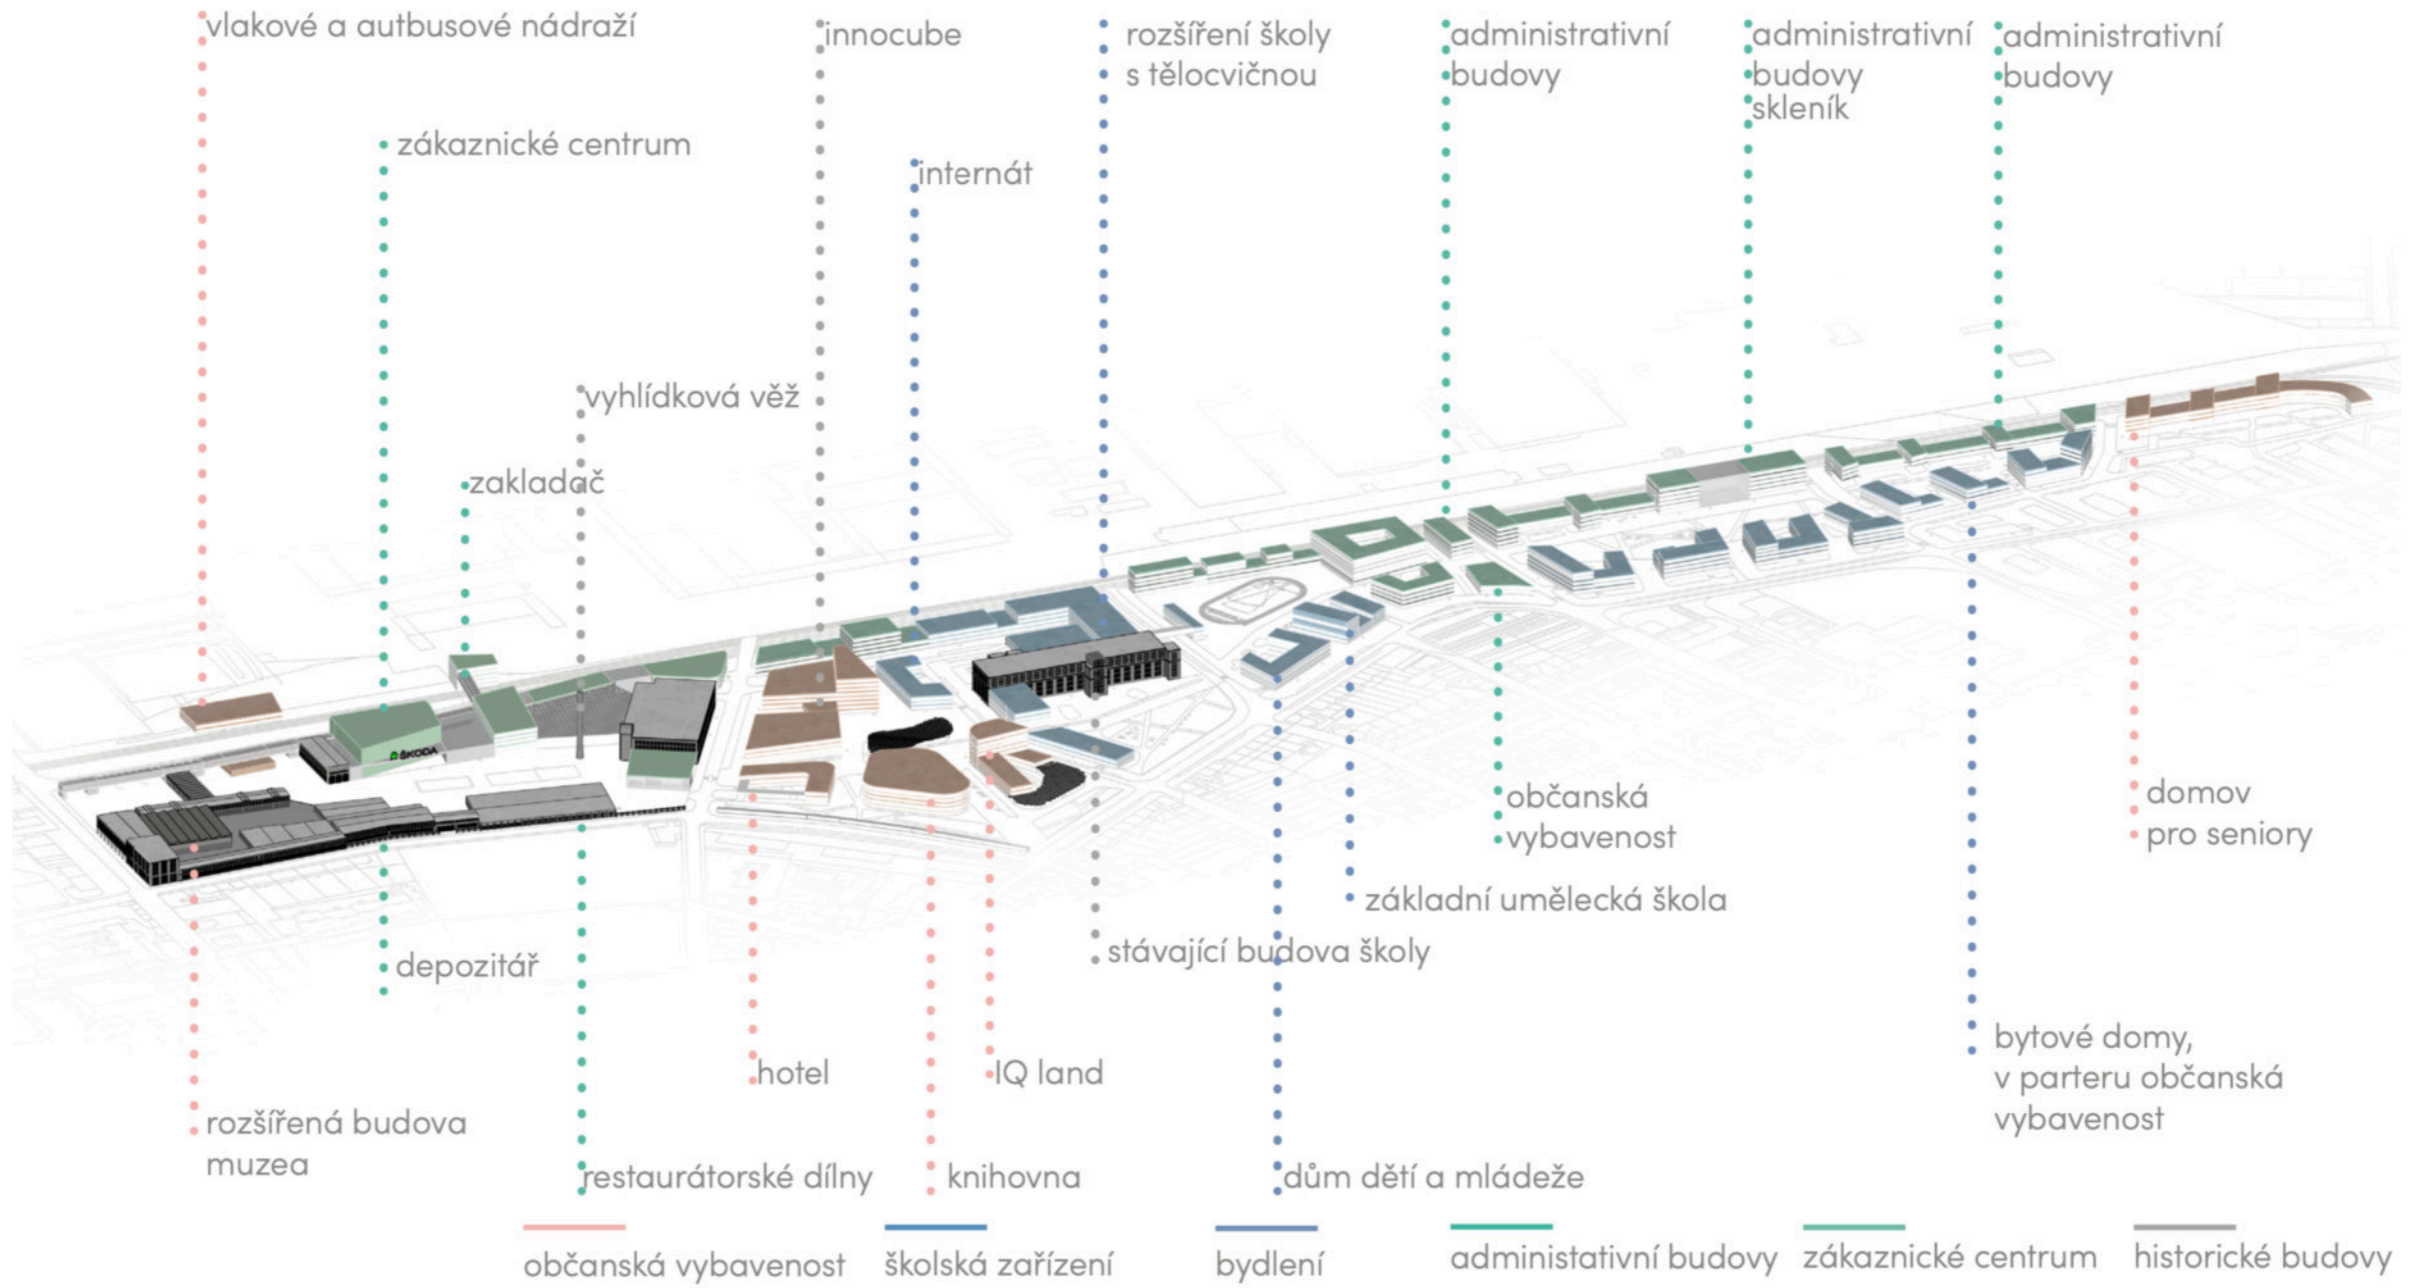 vlakové a autbusové nádraží
innocube
rozšíření školy
s tělocvičnou
administrativní
budovy
administrativní
budovy
skleník
administrativní
budovy
zákaznické centrum
internát
vyhlídková věž
zakladač
ŠKODA
občanská
vybavenost
domov
pro seniory
základní umělecká škola
stávající budova školy
depozitář
hotel
IQ land
bytové domy,
v parteru občanská
vybavenost
rozšířená budova
muzea
restaurátorské dílny
knihovna
dům dětí a mládeže
občanská vybavenost
školská zařízení
bydlení
administativní budovy
zákaznické centrum
historické budovy